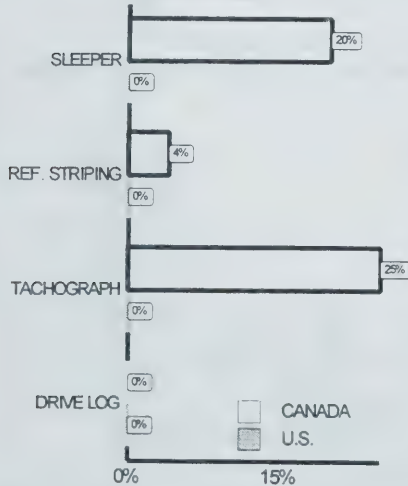 20%
SLEEPER
0%
4%
REF. STRIPING
0%
25%
TACHOGRAPH
0%
0%
DRIVE LOG
0%
CANADA
U.S.
0% 15%